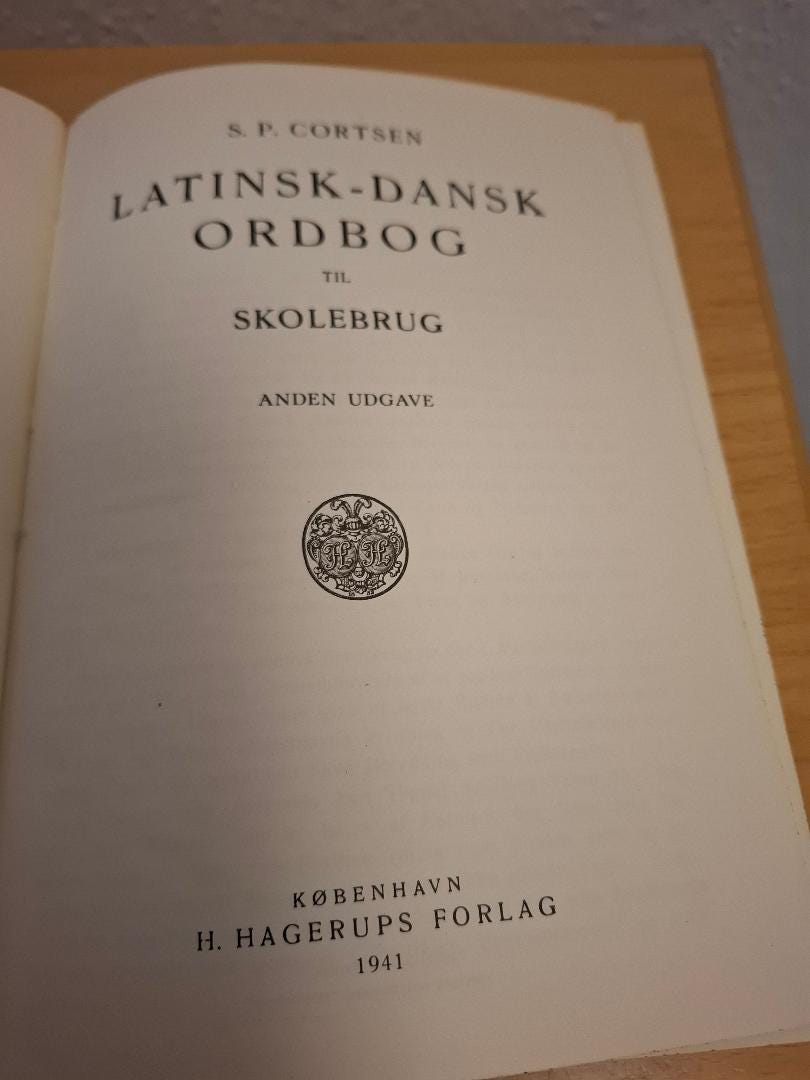 S. P. CORTSEN
LATINSK-DANSK
ORDBOG
TIL
SKOLEBRUG
ANDEN UDGAVE
H H
KØBENHAVN
H. HAGERUPS FORLAG
1941